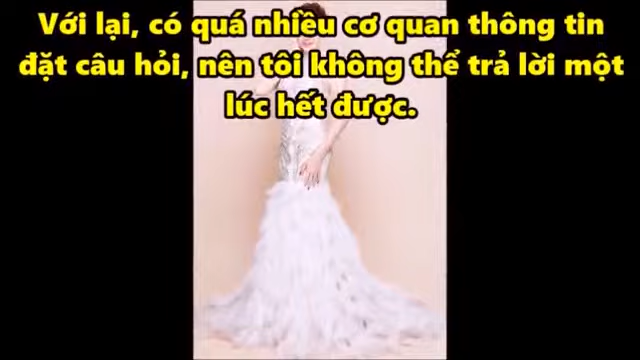 Với lại, có quá nhiều cơ quan thông tin
đặt câu hỏi, nên tôi không thể trả lời một
lúc hết được.